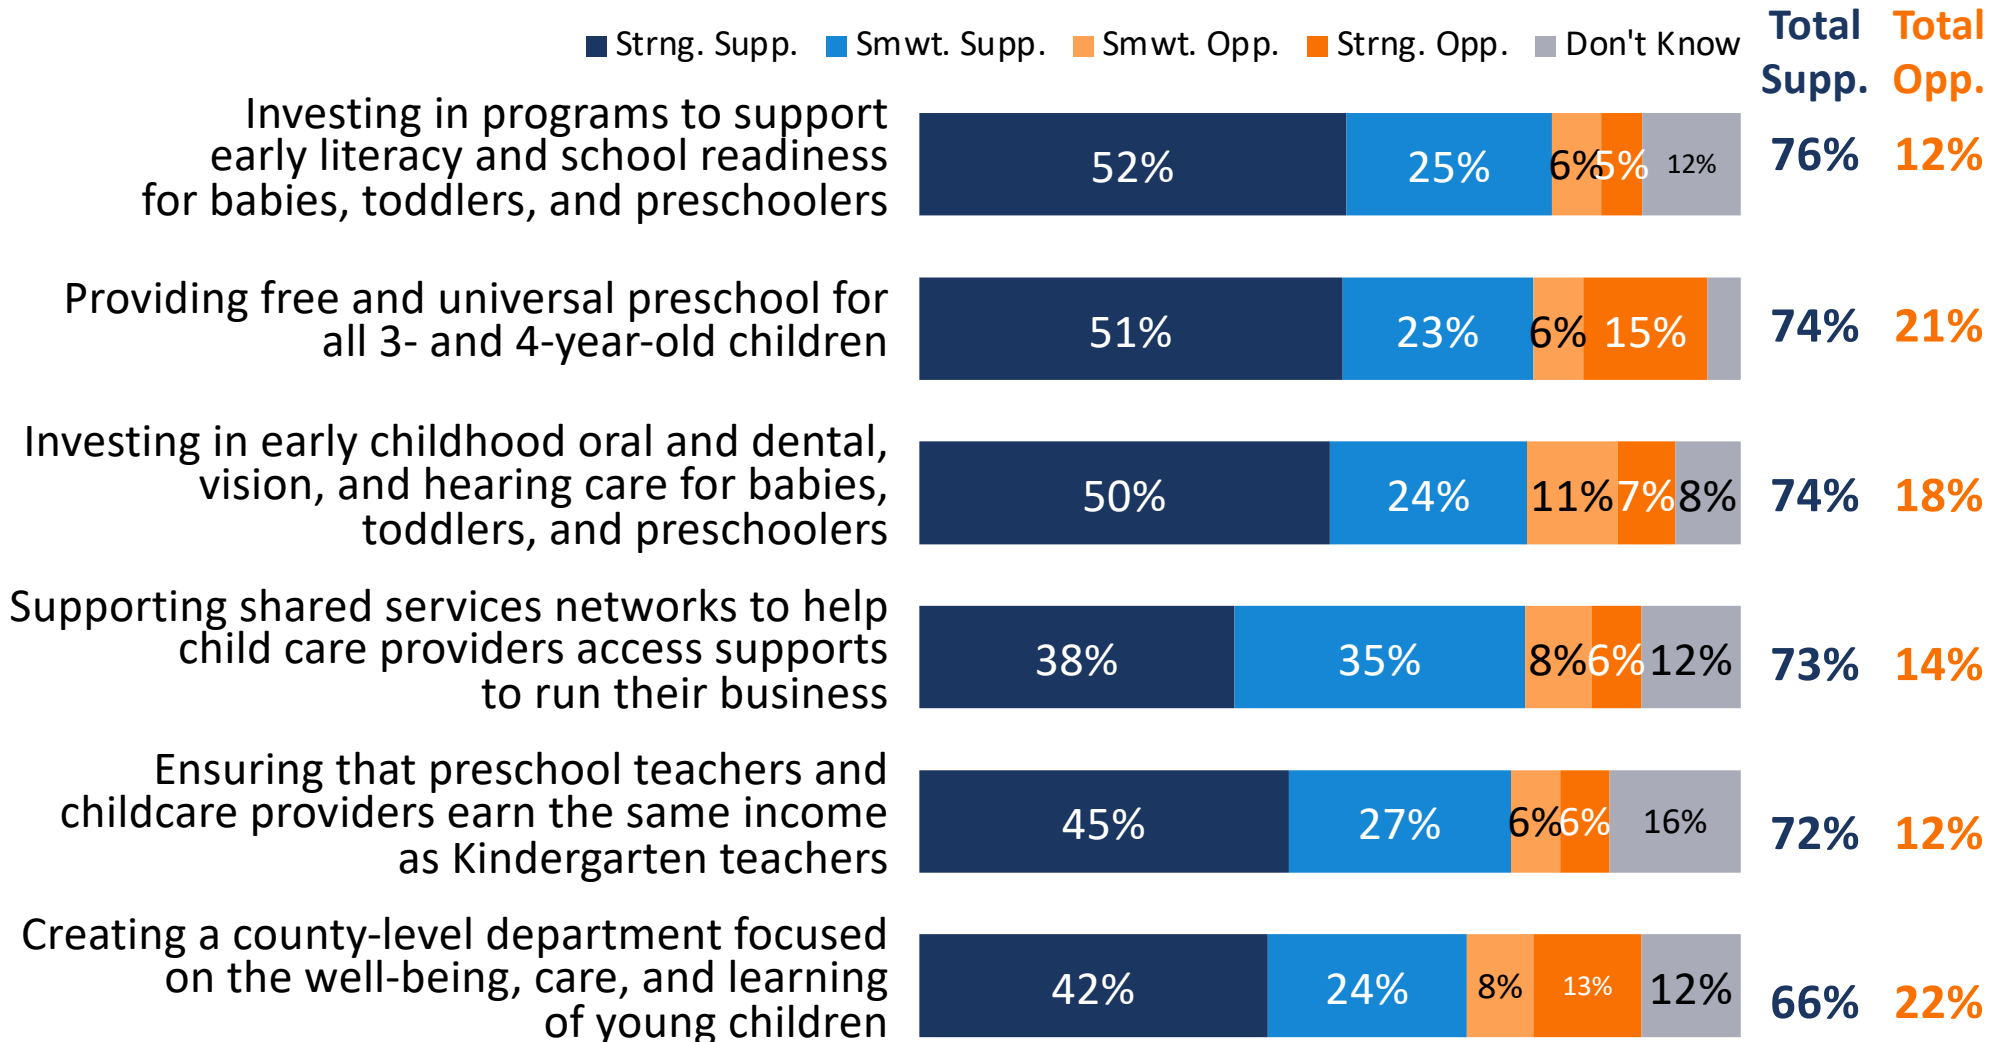 Strng. Supp. Smwt. Supp. Smwt. Opp. Strng. Opp. Don't Know
Total Total
Supp. Opp.
Investing in programs to support
early literacy and school readiness
for babies, toddlers, and preschoolers
52% 25% 6% 5% 12% 76% 12%
Providing free and universal preschool for
all 3- and 4-year-old children
51% 23% 6% 15% 74% 21%
Investing in early childhood oral and dental,
vision, and hearing care for babies,
toddlers, and preschoolers
50% 24% 11% 7% 8% 74% 18%
Supporting shared services networks to help
child care providers access supports
to run their business
38% 35% 8% 6% 12% 73% 14%
Ensuring that preschool teachers and
childcare providers earn the same income
as Kindergarten teachers
45% 27% 6% 6% 16% 72% 12%
Creating a county-level department focused
on the well-being, care, and learning
of young children
42% 24% 8% 13% 12% 66% 22%